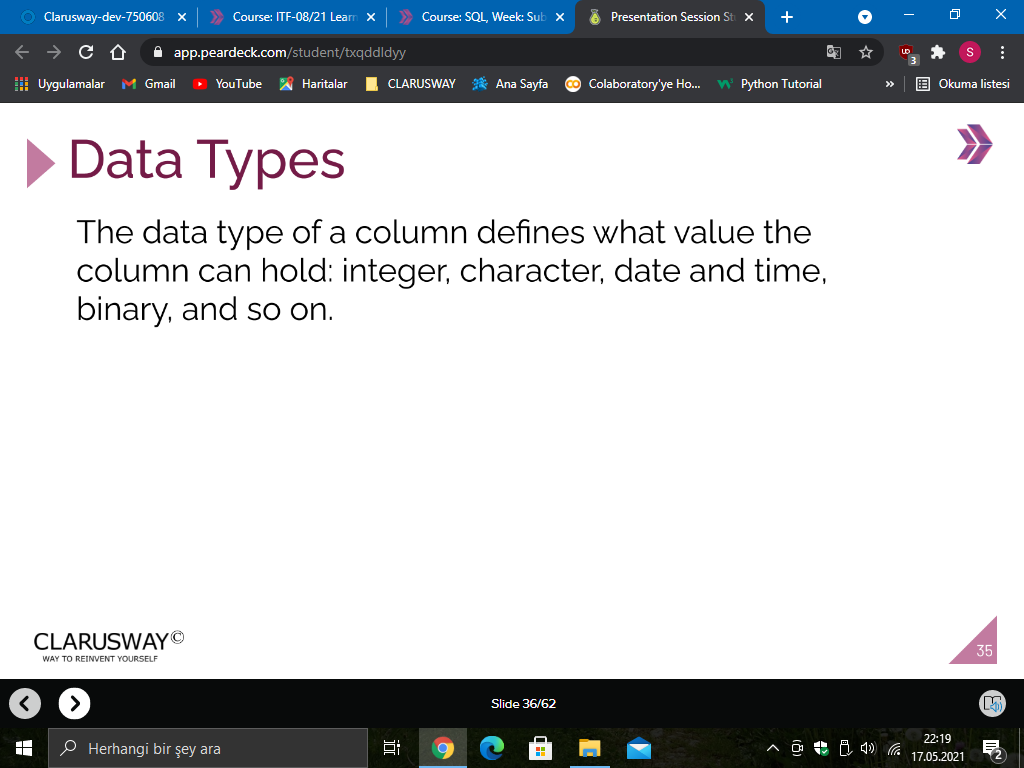 Clarusway-dev-750608
Course: ITF-08/21 Learn
Course: SQL, Week: Sub
Presentation Session St
app.peardeck.com/student/txqddldyy
3
S
Uygulamalar
Gmail
YouTube
Haritalar
CLARUSWAY
Ana Sayfa
Colaboratory'ye Ho...
Python Tutorial
»
Okuma listesi
Data Types
The data type of a column defines what value the
column can hold: integer, character, date and time,
binary, and so on.
CLARUSWAY©
WAY TO REINVENT YOURSELF
35
Slide 36/62
Herhangi bir şey ara
22:19
17.05.2021
2